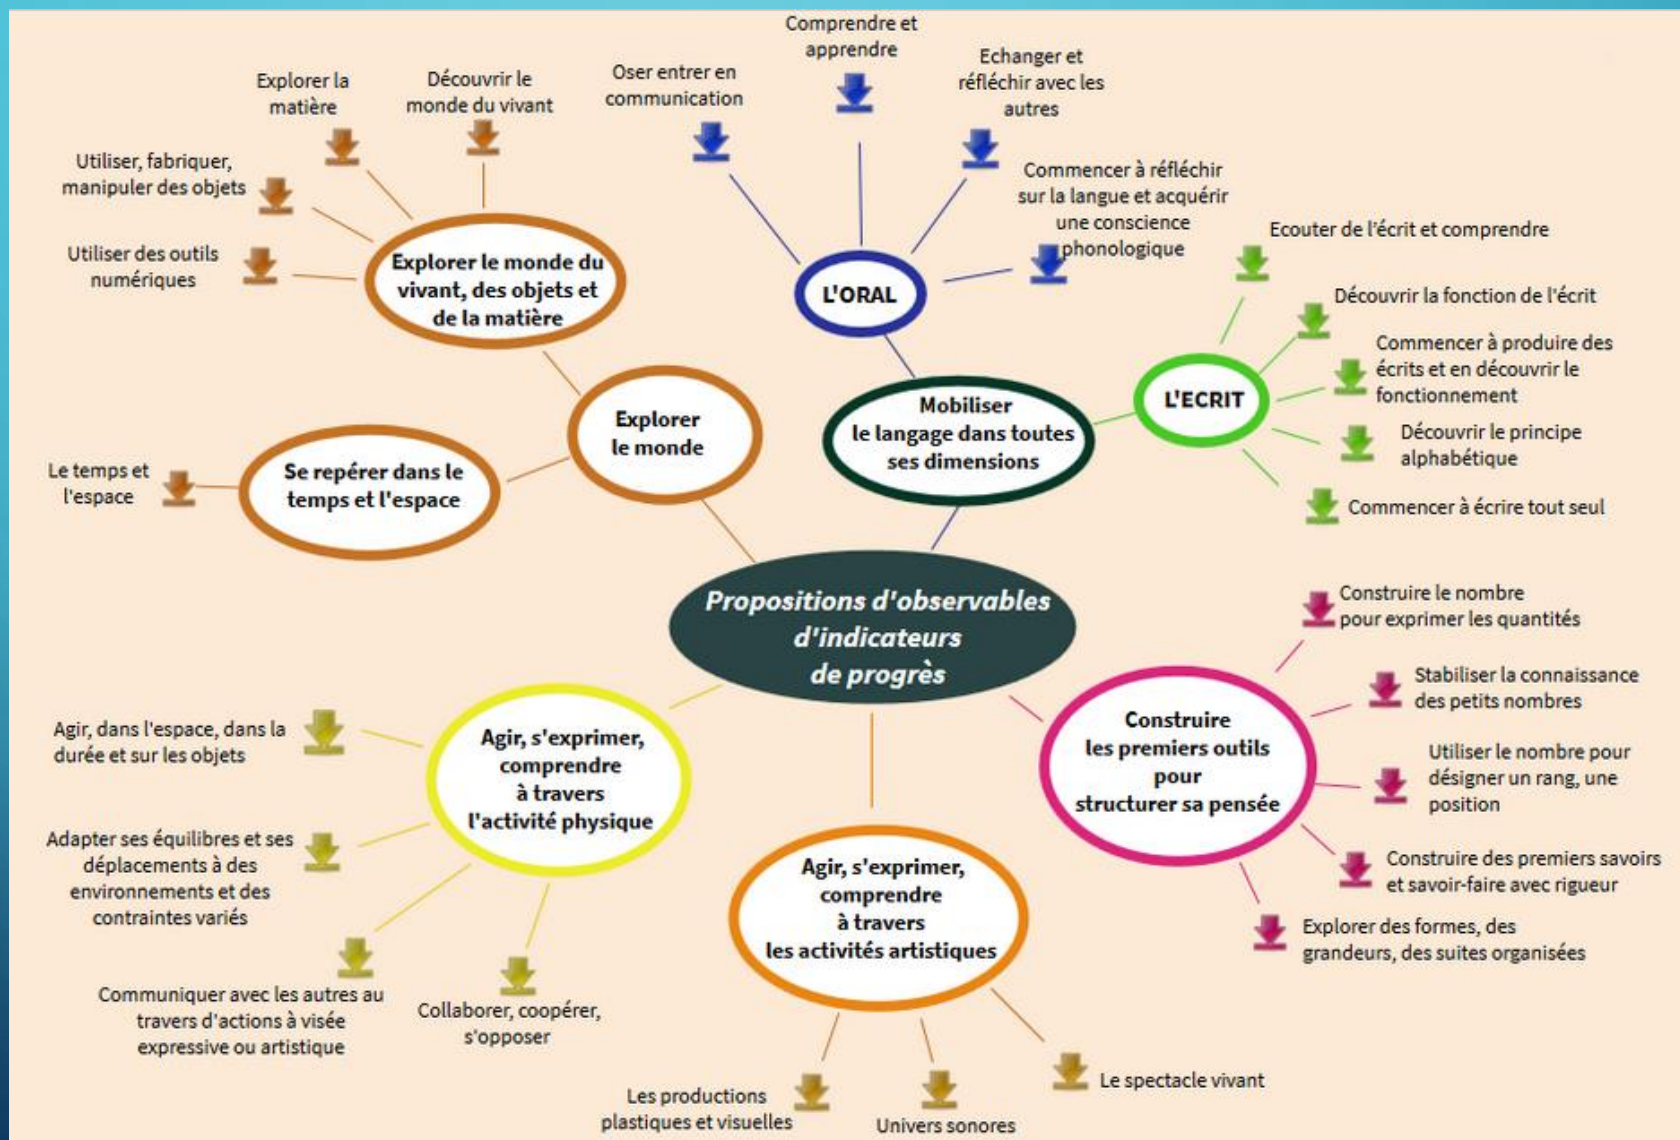 Comprendre et
apprendre
Explorer la
matière
Découvrir le
monde du vivant
Oser entrer en
communication
Echanger et
réfléchir avec les
autres
Utiliser, fabriquer,
manipuler des objets
Commencer à réfléchir
sur la langue et acquérir
une conscience
phonologique
Utiliser des outils
numériques
Explorer le monde du
vivant, des objets et
de la matière
L'ORAL
Ecouter de l'écrit et comprendre
Découvrir la fonction de l'écrit
Commencer à produire des
écrits et en découvrir le
fonctionnement
L'ECRIT
Découvrir le principe
alphabétique
Commencer à écrire tout seul
Explorer
le monde
Mobiliser
le langage dans toutes
ses dimensions
Le temps et
l'espace
Se repérer dans le
temps et l'espace
Propositions d'observables
d'indicateurs
de progrès
Construire le nombre
pour exprimer les quantités
Stabiliser la connaissance
des petits nombres
Utiliser le nombre pour
désigner un rang, une
position
Construire des premiers savoirs
et savoir-faire avec rigueur
Explorer des formes, des
grandeurs, des suites organisées
Construire
les premiers outils
pour
structurer sa pensée
Agir, dans l'espace, dans la
durée et sur les objets
Agir, s'exprimer,
comprendre
à travers
l'activité physique
Adapter ses équilibres et ses
déplacements à des
environnements et des
contraintes variés
Communiquer avec les autres au
travers d'actions à visée
expressive ou artistique
Collaborer, coopérer,
s'opposer
Agir, s'exprimer,
comprendre
à travers
les activités artistiques
Les productions
plastiques et visuelles
Univers sonores
Le spectacle vivant